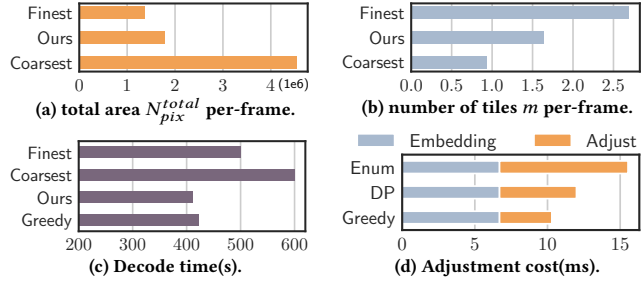 Finest
Ours
Coarsest
0 1 2 3 4 (1e6)
(a) total area N_{pix}^{total} per-frame.
Finest
Ours
Coarsest
0.0 0.5 1.0 1.5 2.0 2.5
(b) number of tiles m per-frame.
Finest
Coarsest
Ours
Greedy
200 300 400 500 600
(c) Decode time(s).
Embedding Adjust
Enum
DP
Greedy
0 5 10 15
(d) Adjustment cost(ms).